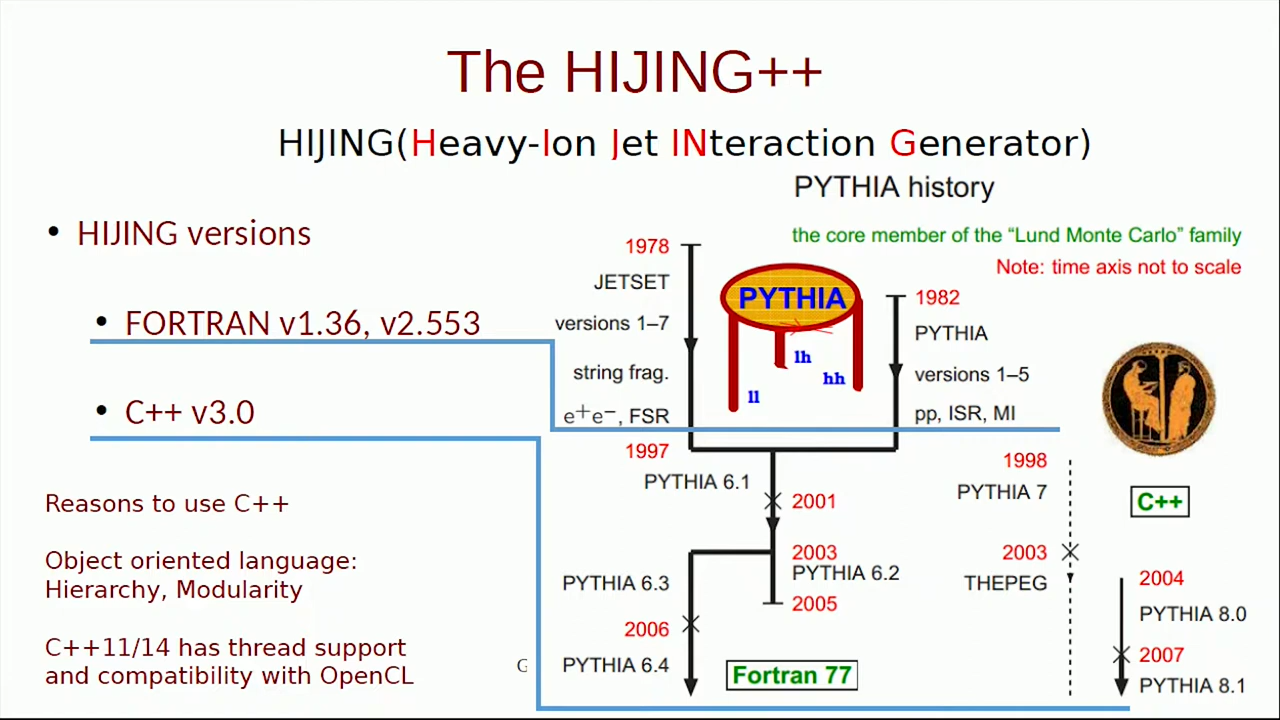 The HIJING++
HIJING(Heavy-Ion Jet INteraction Generator)
PYTHIA history
• HIJING versions
• FORTRAN v1.36, v2.553
• C++ v3.0
Reasons to use C++
Object oriented language:
Hierarchy, Modularity
C++11/14 has thread support
and compatibility with OpenCL
G
the core member of the “Lund Monte Carlo” family
Note: time axis not to scale
1978
JETSET
versions 1–7
string frag.
e⁺e⁻, FSR
PYTHIA
ll
lh
hh
1982
PYTHIA
versions 1–5
pp, ISR, MI
1997
PYTHIA 6.1
2001
2003
PYTHIA 6.2
2005
PYTHIA 6.3
2006
PYTHIA 6.4
Fortran 77
1998
PYTHIA 7
2003
THEPEG
C++
2004
PYTHIA 8.0
2007
PYTHIA 8.1